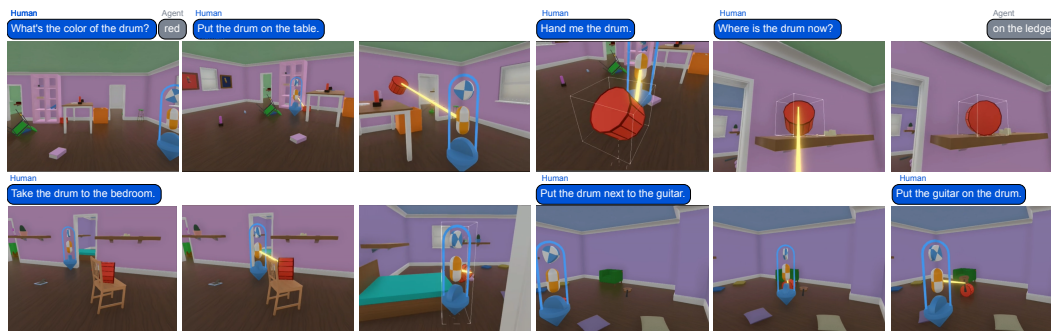 Human
Agent
What's the color of the drum?
red
Human
Put the drum on the table.
Human
Hand me the drum.
Human
Where is the drum now?
Agent
on the ledge
Human
Take the drum to the bedroom.
Human
Put the drum next to the guitar.
Human
Put the guitar on the drum.